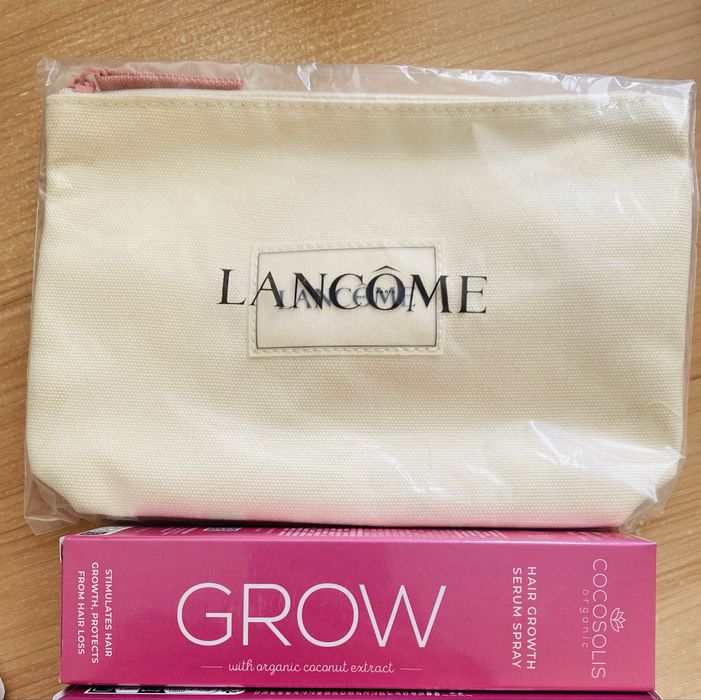 LANCÔME
LANCÔME
STIMULATES HAIR
GROWTH, PROTECTS
FROM HAIR LOSS
GROW
with organic coconut extract
HAIR GROWTH
SERUM SPRAY
COCOSOLIS
organic